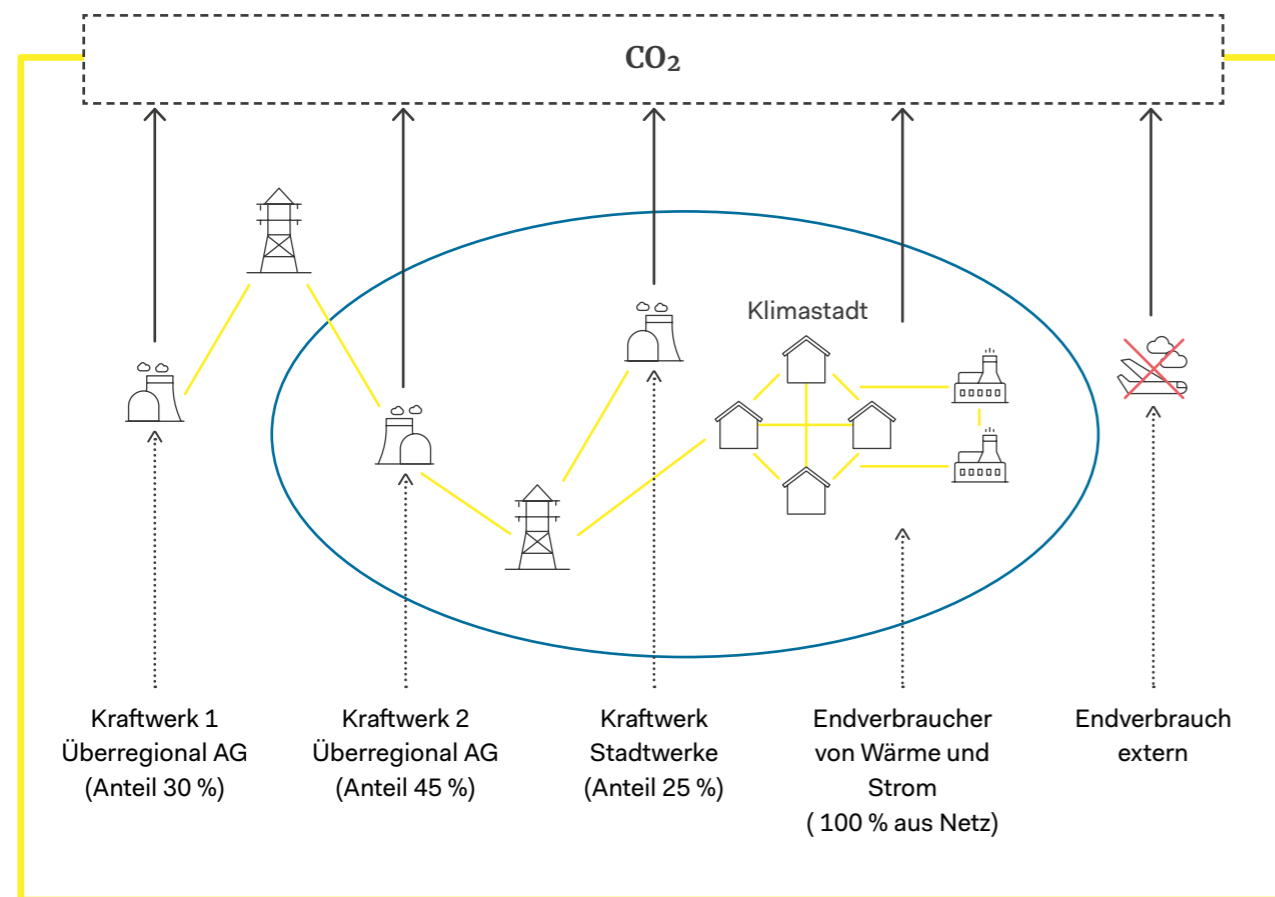 CO₂
Klimastadt
Kraftwerk 1
Überregional AG
(Anteil 30 %)
Kraftwerk 2
Überregional AG
(Anteil 45 %)
Kraftwerk
Stadtwerke
(Anteil 25 %)
Endverbraucher
von Wärme und
Strom
( 100 % aus Netz)
Endverbrauch
extern